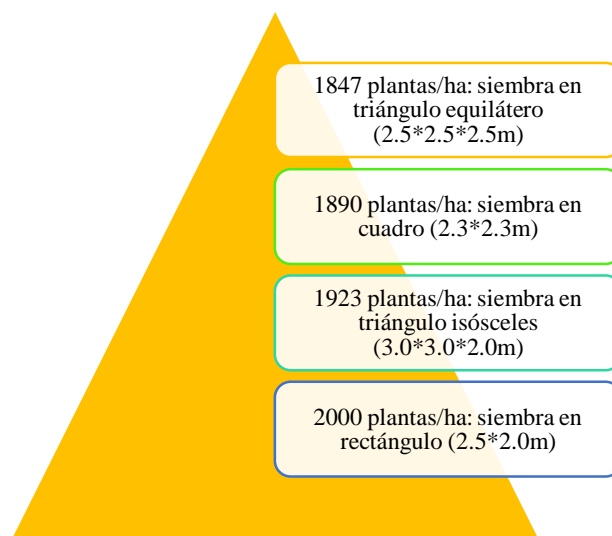 1847 plantas/ha: siembra en
triángulo equilátero
(2.5*2.5*2.5m)
1890 plantas/ha: siembra en
cuadro (2.3*2.3m)
1923 plantas/ha: siembra en
triángulo isósceles
(3.0*3.0*2.0m)
2000 plantas/ha: siembra en
rectángulo (2.5*2.0m)